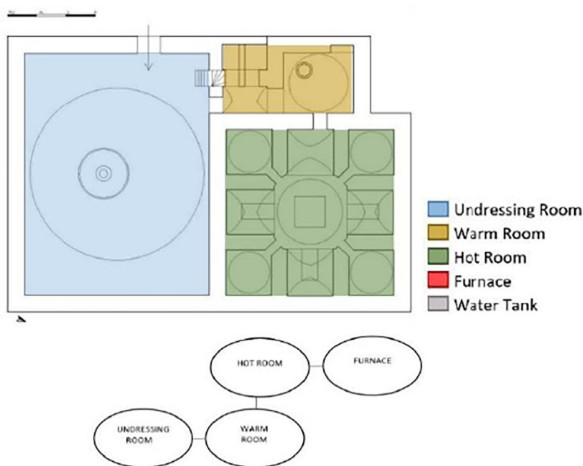 Undressing Room
Warm Room
Hot Room
Furnace
Water Tank
HOT ROOM
FURNACE
UNDRESSING
ROOM
WARM
ROOM